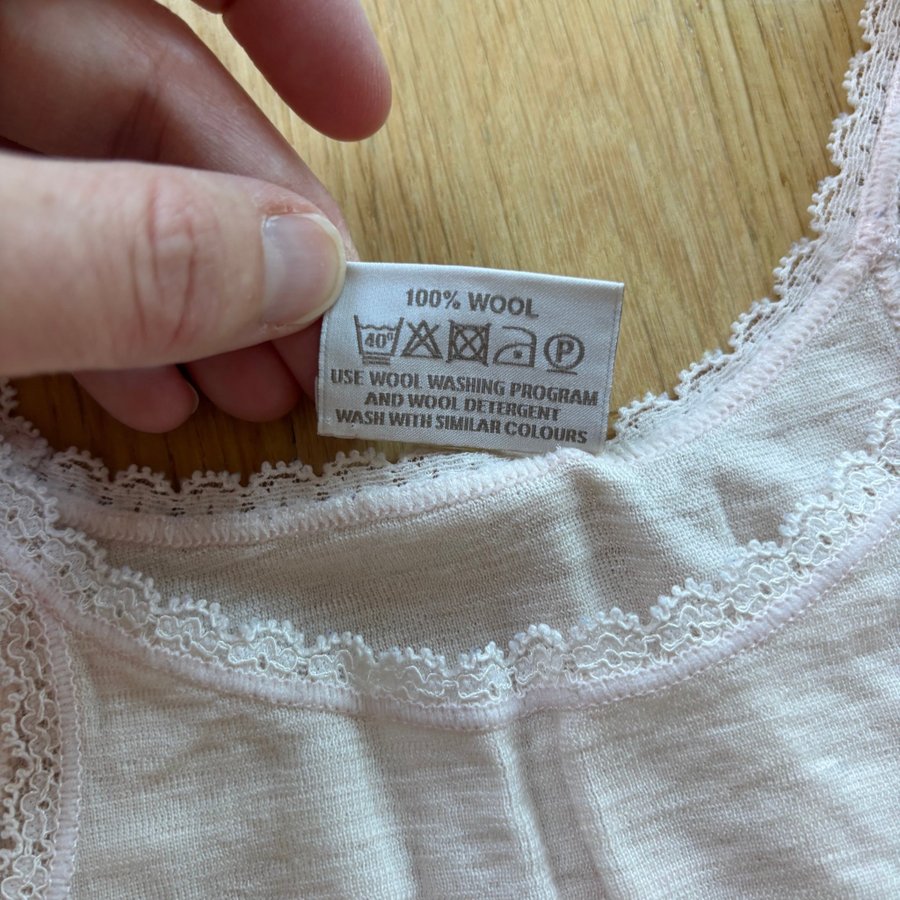 100% WOOL
40° P
USE WOOL WASHING PROGRAM
AND WOOL DETERGENT
WASH WITH SIMILAR COLOURS